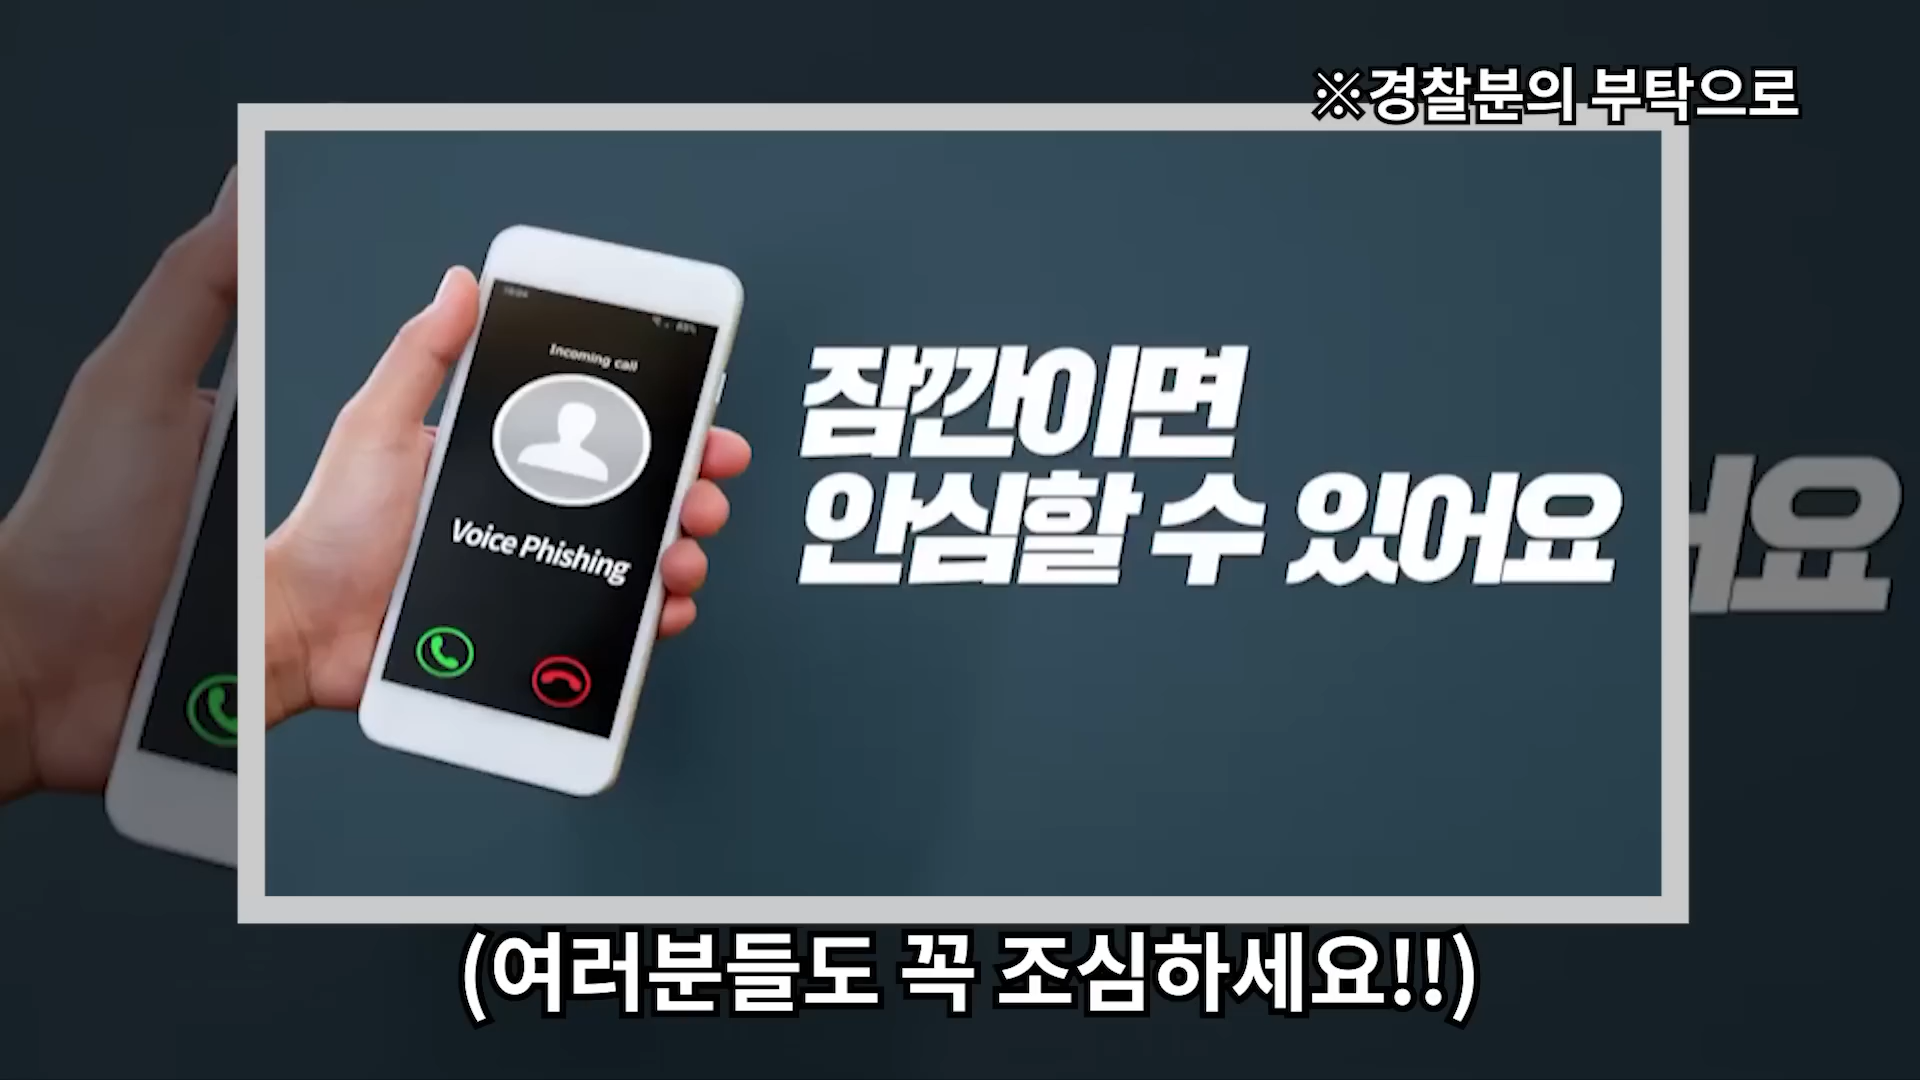 ※경찰분의 부탁으로
Incoming call
Voice Phishing
잠깐이면
안심할 수 있어요
(여러분들도 꼭 조심하세요!!)